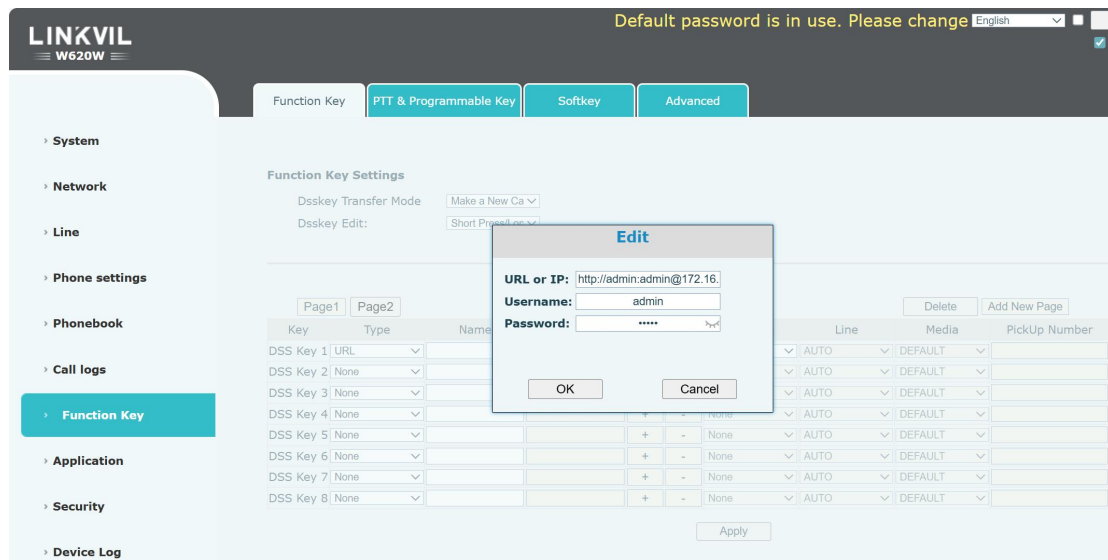 Default password is in use. Please change English
LINKVIL
W620W
Function Key PTT & Programmable Key Softkey Advanced
System
Network
Line
Phone settings
Phonebook
Call logs
Function Key
Application
Security
Device Log
Function Key Settings
Dsskey Transfer Mode Make a New Ca
Dsskey Edit: Short Press/Lon
Edit
URL or IP: http://admin:admin@172.16.
Username: admin
Password: •••••
OK Cancel
Page1 Page2 Delete Add New Page
Key Type Name Line Media PickUp Number
DSS Key 1 URL AUTO DEFAULT
DSS Key 2 None AUTO DEFAULT
DSS Key 3 None AUTO DEFAULT
DSS Key 4 None + - None AUTO DEFAULT
DSS Key 5 None + - None AUTO DEFAULT
DSS Key 6 None + - None AUTO DEFAULT
DSS Key 7 None + - None AUTO DEFAULT
DSS Key 8 None + - None AUTO DEFAULT
Apply